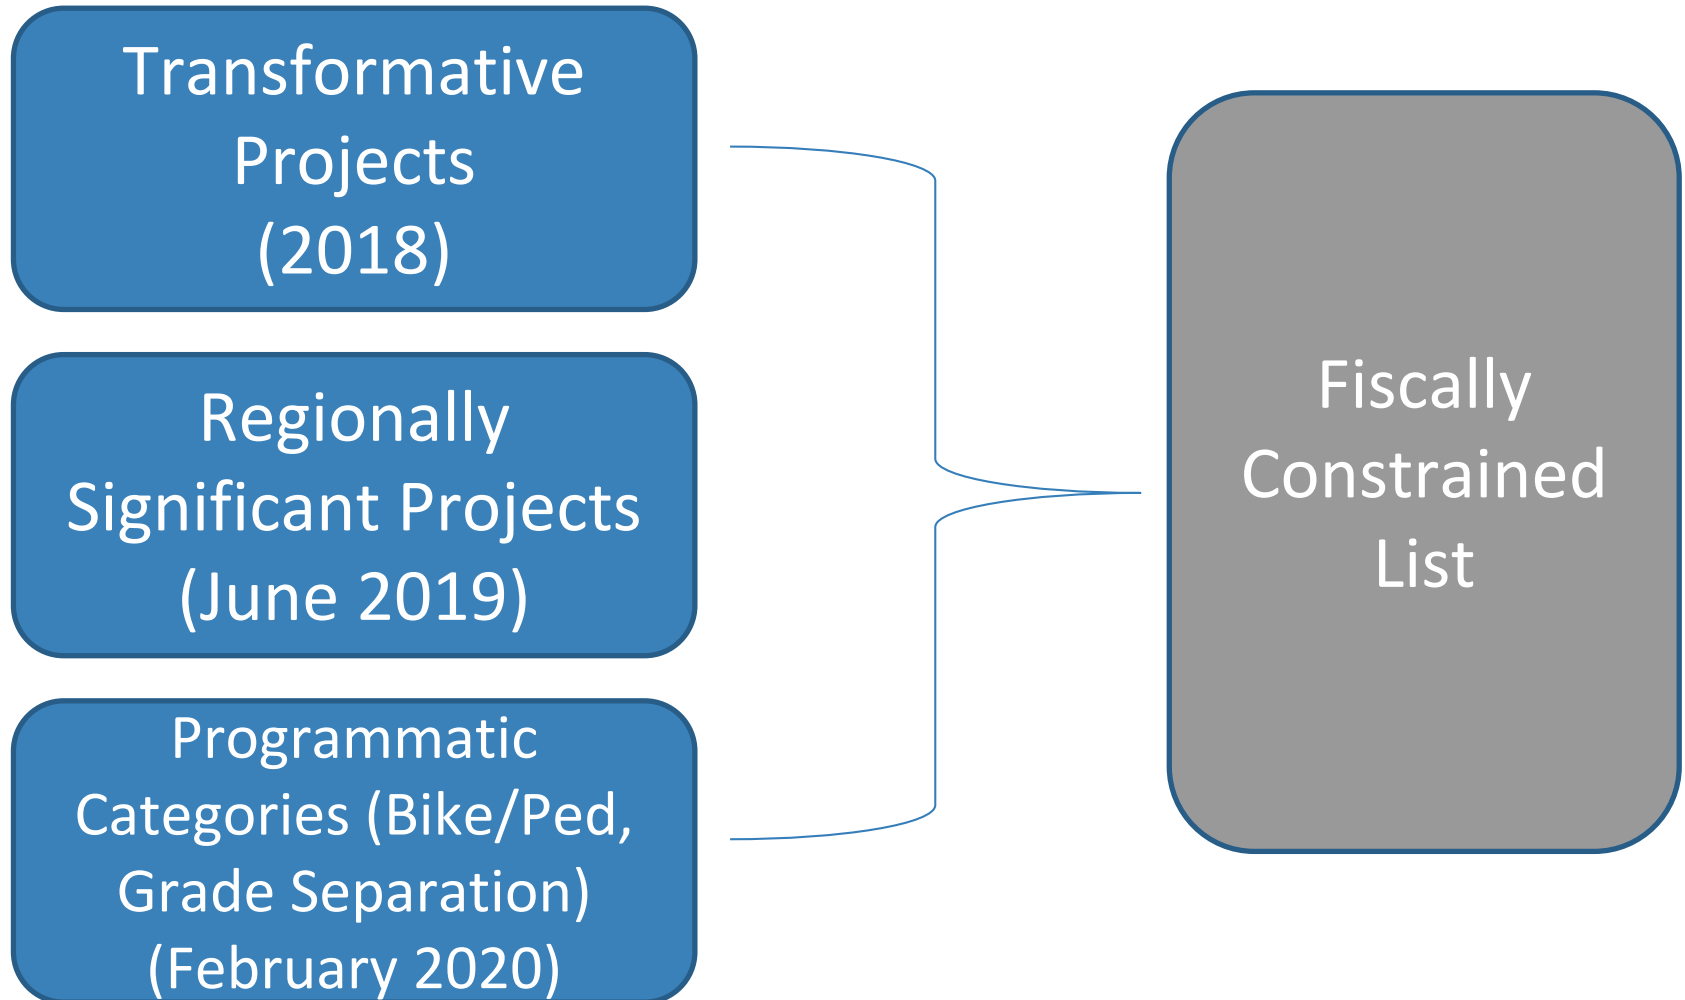 Transformative
Projects
(2018)
Regionally
Significant Projects
(June 2019)
Programmatic
Categories (Bike/Ped,
Grade Separation)
(February 2020)
Fiscally
Constrained
List